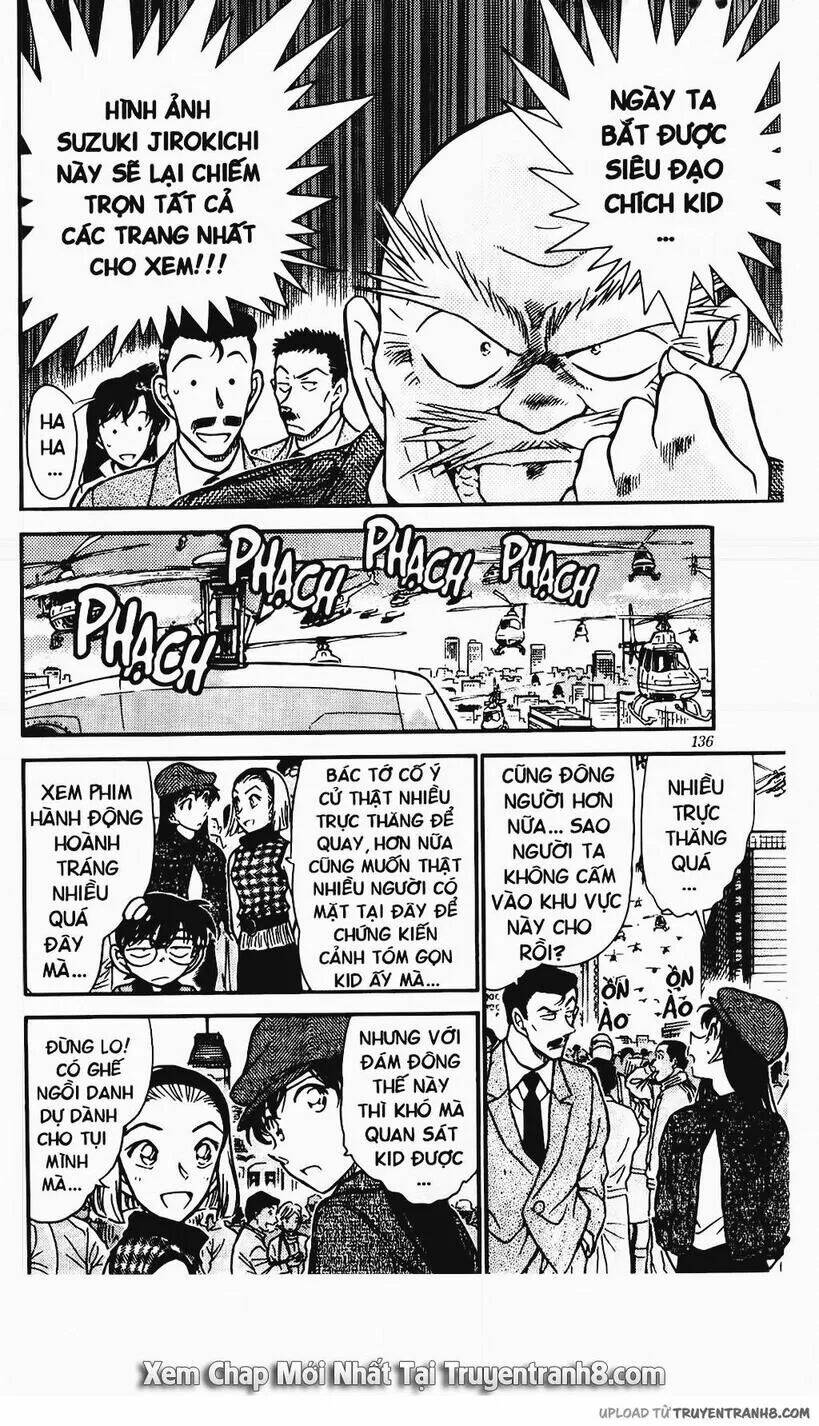 NGÀY TA
BẮT ĐƯỢC
SIÊU ĐẠO
CHÍCH KID
...
HÌNH ẢNH
SUZUKI JIROKICHI
NÀY SẼ LẠI CHIẾM
TRỌN TẤT CẢ
CÁC TRANG NHẤT
CHO XEM!!!
HA
HA
...
PHẠCH
PHẠCH
PHẠCH
PHẠCH
136
NHIỀU
TRỰC
THĂNG
QUÁ
...
CŨNG ĐÔNG
NGƯỜI HƠN
NỮA... SAO
NGƯỜI TA
KHÔNG CẤM
VÀO KHU VỰC
NÀY CHO
RỒI?
ỒN
ÀO
ỒN
ÀO
BÁC TỚ CỐ Ý
CỬ THẬT NHIỀU
TRỰC THĂNG ĐỂ
QUAY, HƠN NỮA
CŨNG MUỐN THẬT
NHIỀU NGƯỜI CÓ
MẶT TẠI ĐÂY ĐỂ
CHỨNG KIẾN
CẢNH TÓM GỌN
KID ẤY MÀ...
XEM PHIM
HÀNH ĐỘNG
HOÀNH
TRÁNG
NHIỀU
QUÁ
ĐÂY
MÀ...
NHƯNG VỚI
ĐÁM ĐÔNG
THẾ NÀY
THÌ KHÓ MÀ
QUAN SÁT
KID ĐƯỢC
...
ĐỪNG LO!
CÓ GHẾ
NGỒI DANH
DỰ DÀNH
CHO TỤI
MÌNH
MÀ...
Xem Chap Mới Nhất Tại Truyentranh8.com
UPLOAD TỪ TRUYENTRANH8.COM